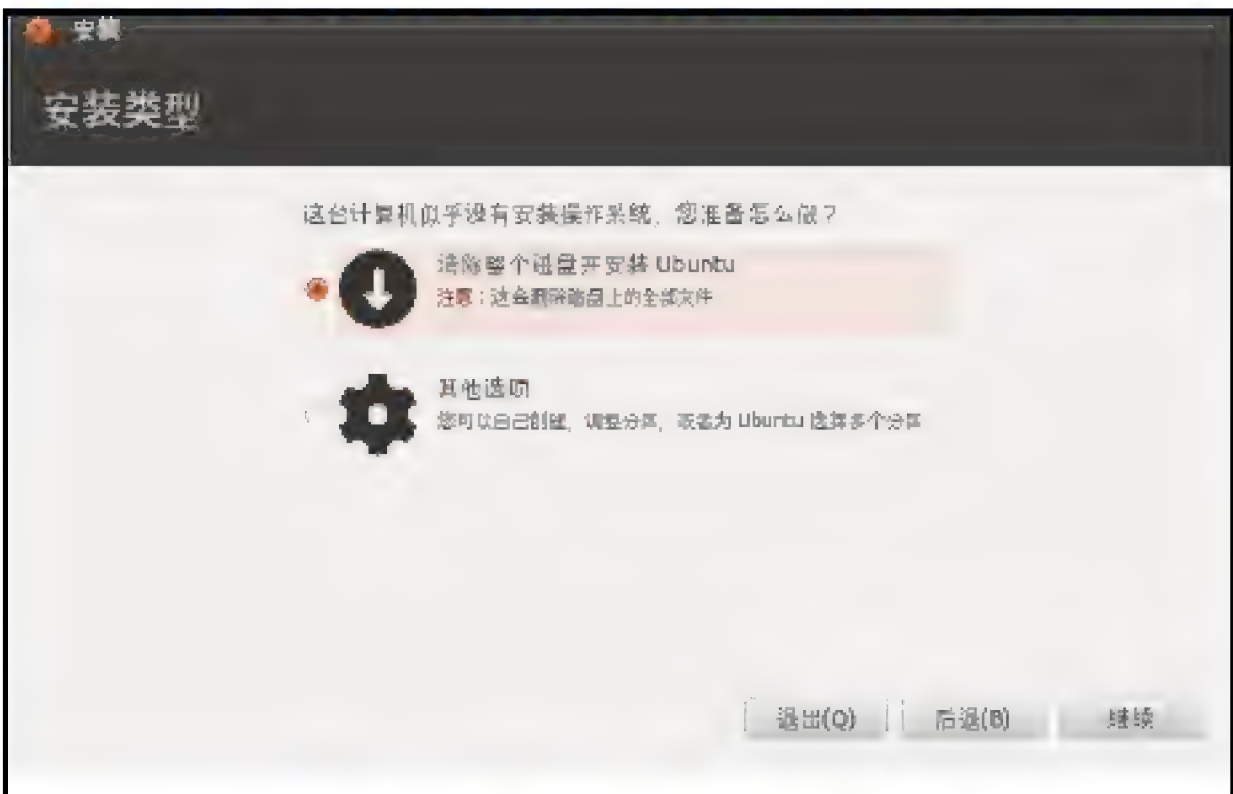 安装
安装类型
这台计算机似乎没有安装操作系统，您准备怎么做？
清除整个磁盘并安装 Ubuntu
注意：这会删除磁盘上的全部文件
其他选项
您可以自己创建、调整分区，或者为 Ubuntu 选择多个分区
退出(Q)
后退(B)
继续